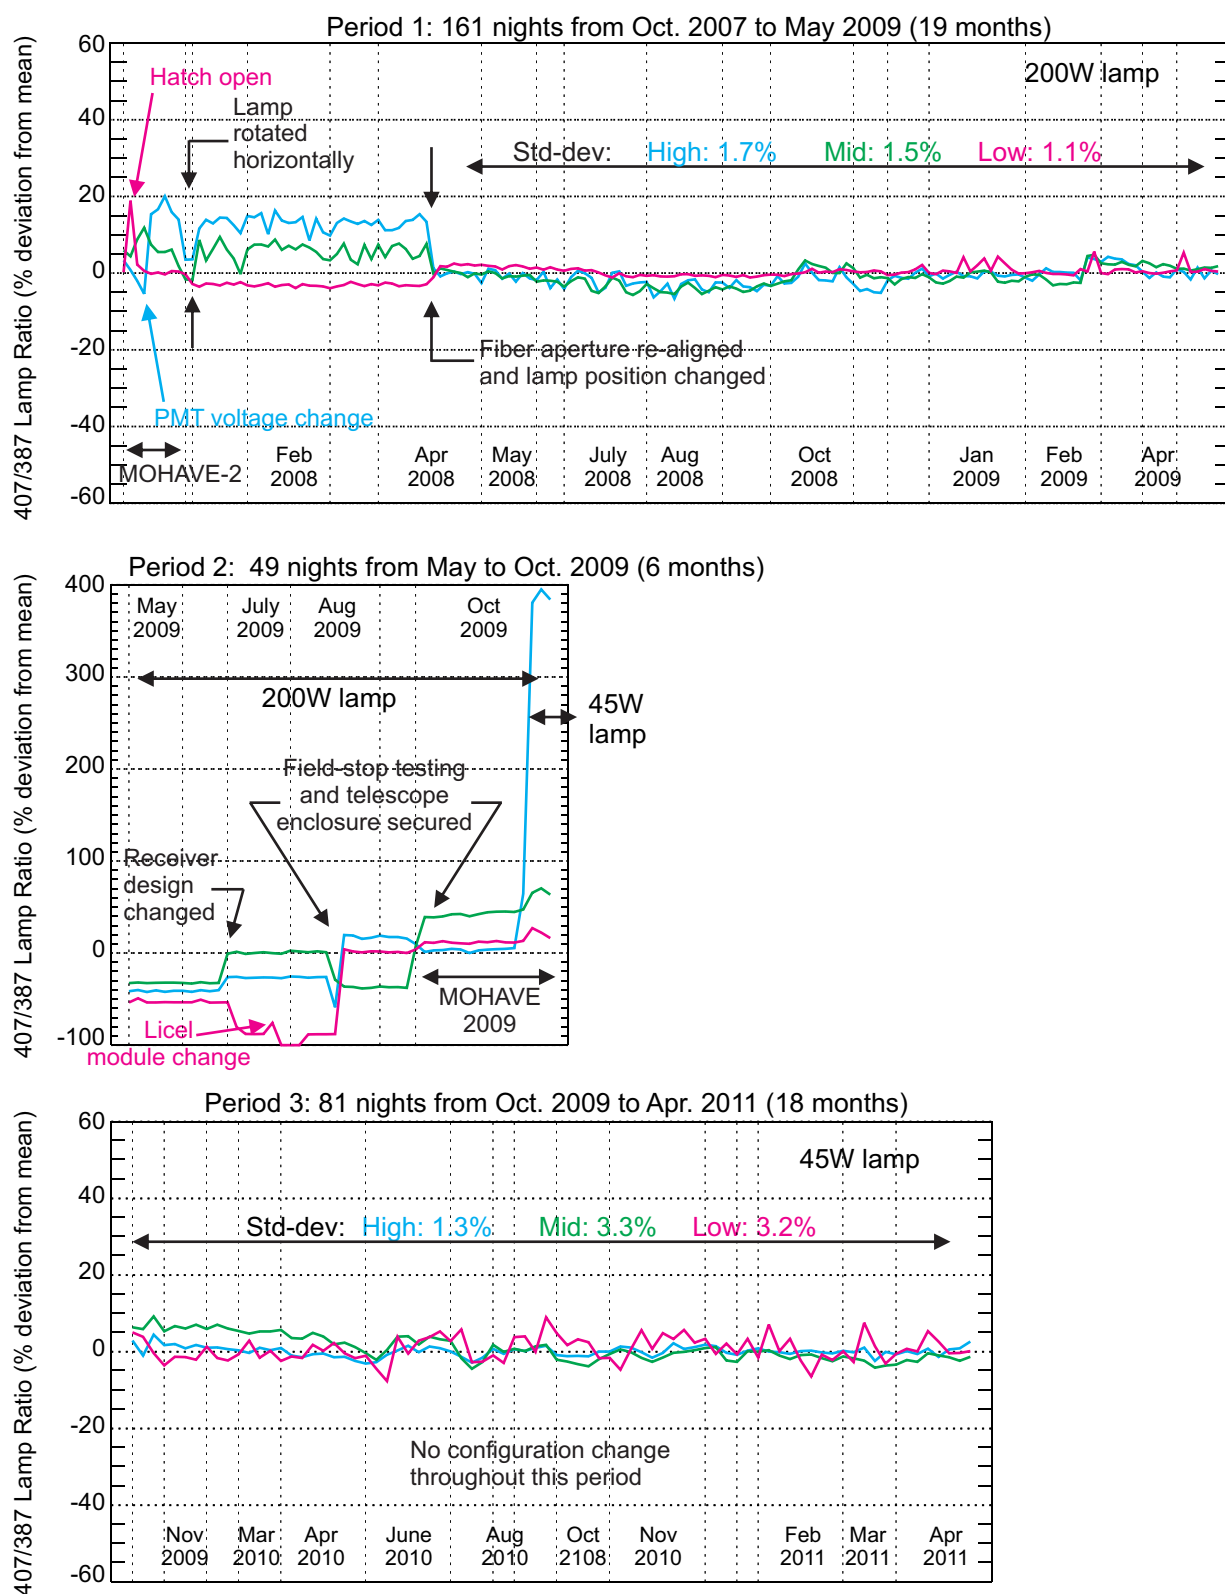 Period 1: 161 nights from Oct. 2007 to May 2009 (19 months)
407/387 Lamp Ratio (% deviation from mean)
60
40
20
0
-20
-40
-60
200W lamp
Hatch open
Lamp
rotated
horizontally
Std-dev: High: 1.7% Mid: 1.5% Low: 1.1%
Fiber aperture re-aligned
and lamp position changed
PMT voltage change
MOHAVE-2
Feb
2008
Apr
2008
May
2008
July
2008
Aug
2008
Oct
2008
Jan
2009
Feb
2009
Apr
2009
Period 2: 49 nights from May to Oct. 2009 (6 months)
407/387 Lamp Ratio (% deviation from mean)
400
300
200
100
0
-100
May
2009
July
2009
Aug
2009
Oct
2009
200W lamp
45W
lamp
Field-stop testing
and telescope
enclosure secured
Receiver
design
changed
MOHAVE
2009
Licel
module change
Period 3: 81 nights from Oct. 2009 to Apr. 2011 (18 months)
407/387 Lamp Ratio (% deviation from mean)
60
40
20
0
-20
-40
-60
45W lamp
Std-dev: High: 1.3% Mid: 3.3% Low: 3.2%
No configuration change
throughout this period
Nov
2009
Mar
2010
Apr
2010
June
2010
Aug
2010
Oct
2108
Nov
2010
Feb
2011
Mar
2011
Apr
2011